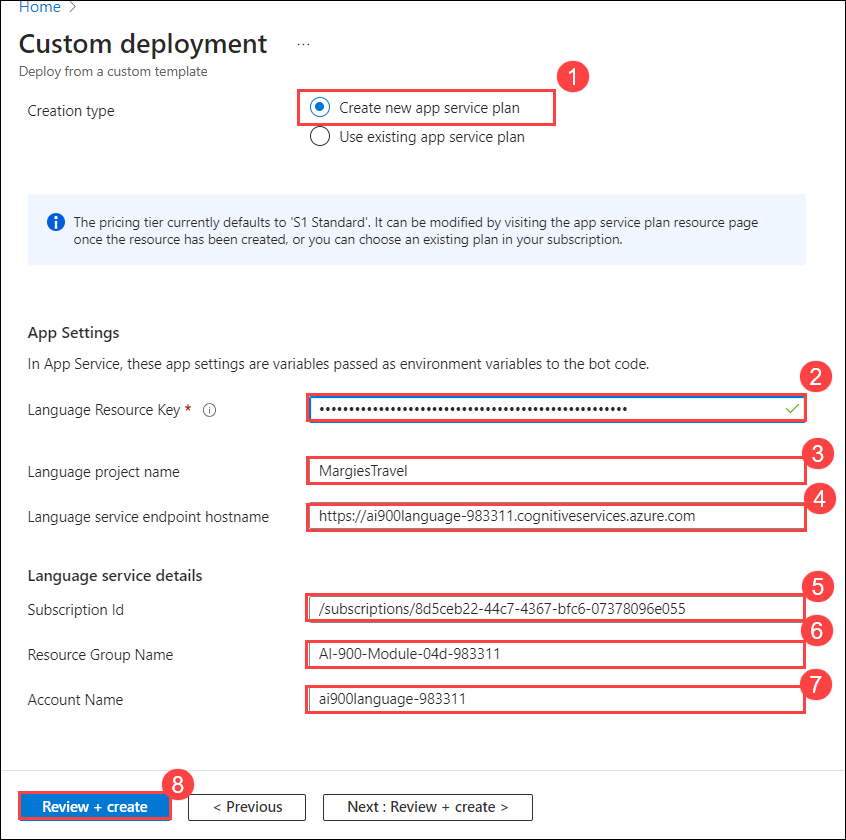 Home >
Custom deployment ...
Deploy from a custom template
1
Creation type
Create new app service plan
Use existing app service plan
The pricing tier currently defaults to 'S1 Standard'. It can be modified by visiting the app service plan resource page
once the resource has been created, or you can choose an existing plan in your subscription.
App Settings
In App Service, these app settings are variables passed as environment variables to the bot code.
2
Language Resource Key *
3
Language project name MargiesTravel
4
Language service endpoint hostname https://ai900language-983311.cognitiveservices.azure.com
Language service details
5
Subscription Id /subscriptions/8d5ceb22-44c7-4367-bfc6-07378096e055
6
Resource Group Name AI-900-Module-04d-983311
7
Account Name ai900language-983311
8
Review + create < Previous Next : Review + create >